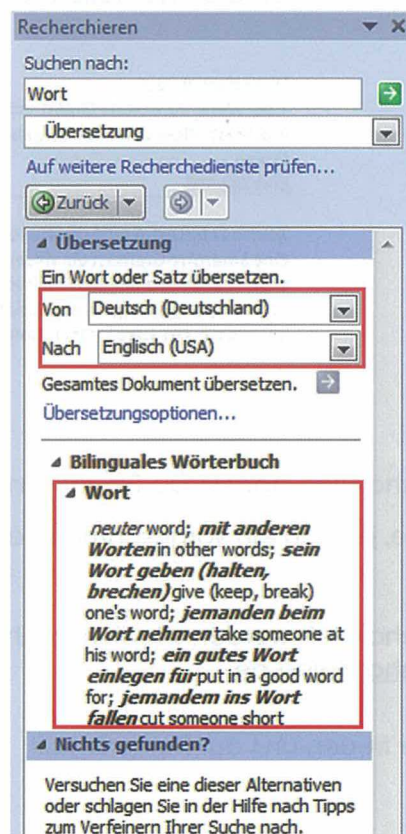 Recherchieren
Suchen nach:
Wort
Übersetzung
Auf weitere Recherchedienste prüfen...
Zurück
Übersetzung
Ein Wort oder Satz übersetzen.
Von Deutsch (Deutschland)
Nach Englisch (USA)
Gesamtes Dokument übersetzen.
Übersetzungsoptionen...
Bilinguales Wörterbuch
Wort
neuter word; mit anderen
Worten in other words; sein
Wort geben (halten,
brechen) give (keep, break)
one's word; jemanden beim
Wort nehmen take someone at
his word; ein gutes Wort
einlegen für put in a good word
for; jemandem ins Wort
fallen cut someone short
Nichts gefunden?
Versuchen Sie eine dieser Alternativen
oder schlagen Sie in der Hilfe nach Tipps
zum Verfeinern Ihrer Suche nach.